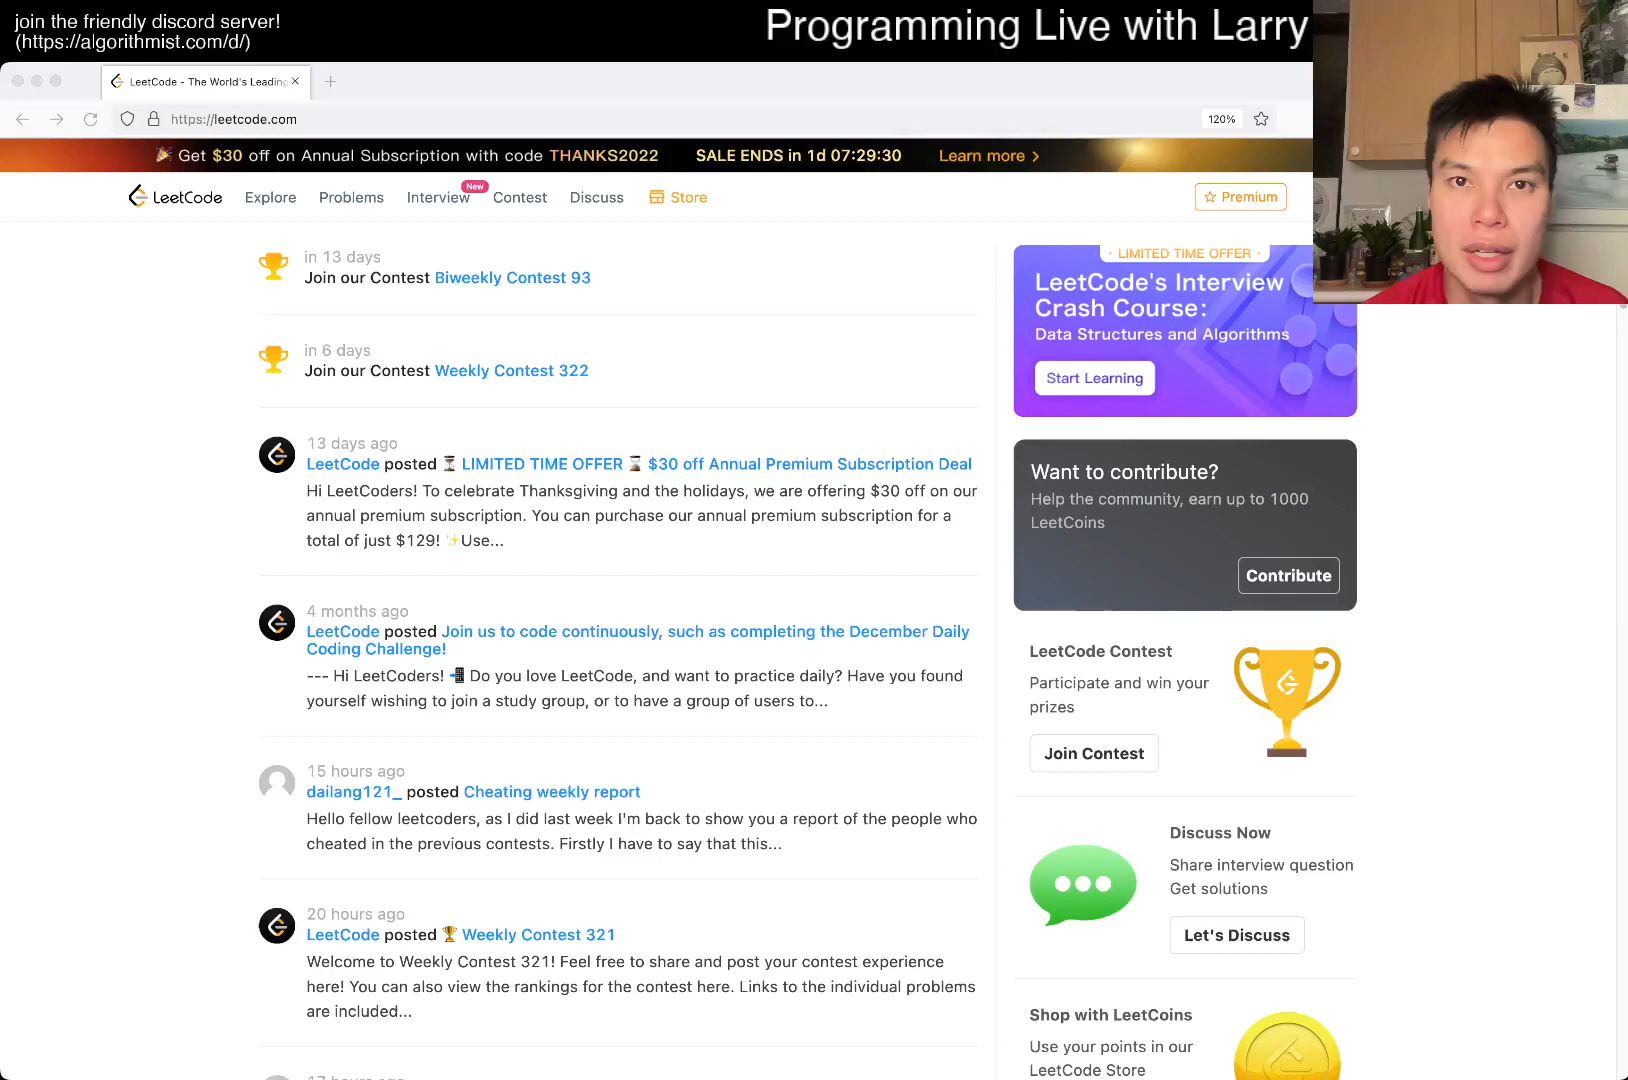 join the friendly discord server!
(https://algorithmist.com/d/)
Programming Live with Larry
LeetCode - The World's Leading
https://leetcode.com
120%
Get $30 off on Annual Subscription with code THANKS2022 SALE ENDS in 1d 07:29:30 Learn more >
LeetCode Explore Problems Interview New Contest Discuss Store Premium
in 13 days
Join our Contest Biweekly Contest 93
in 6 days
Join our Contest Weekly Contest 322
13 days ago
LeetCode posted ⏳ LIMITED TIME OFFER ⌛ $30 off Annual Premium Subscription Deal
Hi LeetCoders! To celebrate Thanksgiving and the holidays, we are offering $30 off on our
annual premium subscription. You can purchase our annual premium subscription for a
total of just $129! ✨Use...
4 months ago
LeetCode posted Join us to code continuously, such as completing the December Daily
Coding Challenge!
--- Hi LeetCoders! 📲 Do you love LeetCode, and want to practice daily? Have you found
yourself wishing to join a study group, or to have a group of users to...
15 hours ago
dailang121_ posted Cheating weekly report
Hello fellow leetcoders, as I did last week I'm back to show you a report of the people who
cheated in the previous contests. Firstly I have to say that this...
20 hours ago
LeetCode posted 🏆 Weekly Contest 321
Welcome to Weekly Contest 321! Feel free to share and post your contest experience
here! You can also view the rankings for the contest here. Links to the individual problems
are included...
17 hours ago
· LIMITED TIME OFFER ·
LeetCode's Interview
Crash Course:
Data Structures and Algorithms
Start Learning
Want to contribute?
Help the community, earn up to 1000
LeetCoins
Contribute
LeetCode Contest
Participate and win your
prizes
Join Contest
Discuss Now
Share interview question
Get solutions
Let's Discuss
Shop with LeetCoins
Use your points in our
LeetCode Store